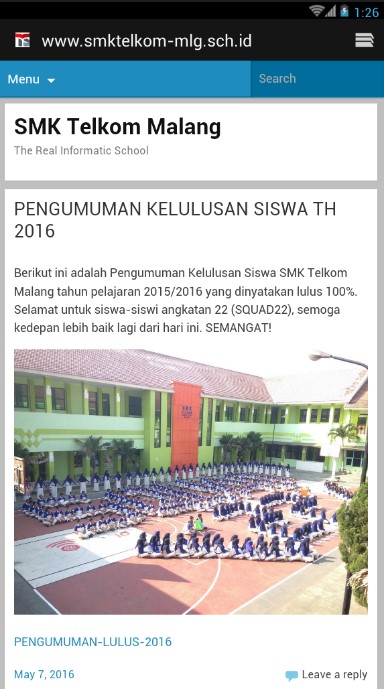 1:26
www.smktelkom-mlg.sch.id
Menu
Search
SMK Telkom Malang
The Real Informatic School
PENGUMUMAN KELULUSAN SISWA TH
2016
Berikut ini adalah Pengumuman Kelulusan Siswa SMK Telkom
Malang tahun pelajaran 2015/2016 yang dinyatakan lulus 100%.
Selamat untuk siswa-siswi angkatan 22 (SQUAD22), semoga
kedepan lebih baik lagi dari hari ini. SEMANGAT!
PENGUMUMAN-LULUS-2016
May 7, 2016
Leave a reply